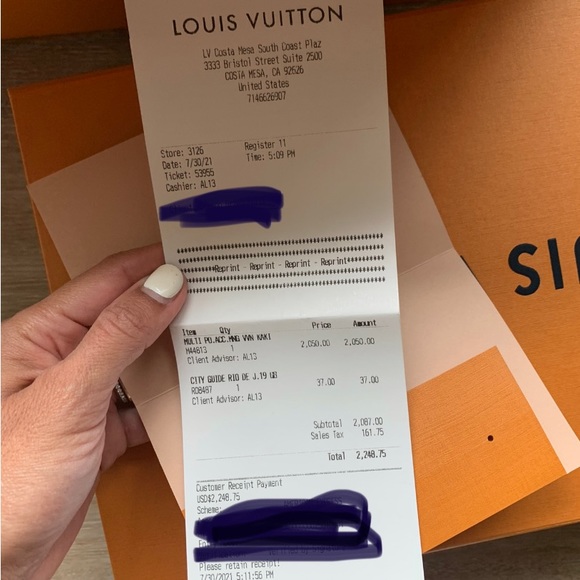 LOUIS VUITTON
LV Costa Mesa South Coast Plaz
3333 Bristol Street Suite 2500
COSTA MESA, CA 92626
United States
7146626907
Store: 3126 Register 11
Date: 7/30/21 Time: 5:09 PM
Ticket: 53955
Cashier: AL13
Reprint - Reprint - Reprint - Reprint
Item Qty Price Amount
MULTI PO.ACC.MNG VVN KAKI
M44813 1 2,050.00 2,050.00
Client Advisor: AL13
CITY GUIDE RIO DE J.19 
R08487 1 37.00 37.00
Client Advisor: AL13
Subtotal 2,087.00
Sales Tax 161.75
Total 2,248.75
Customer Receipt Payment
USD$2,248.75
Scheme:
Please retain receipt:
7/30/2021 5:11:56 PM